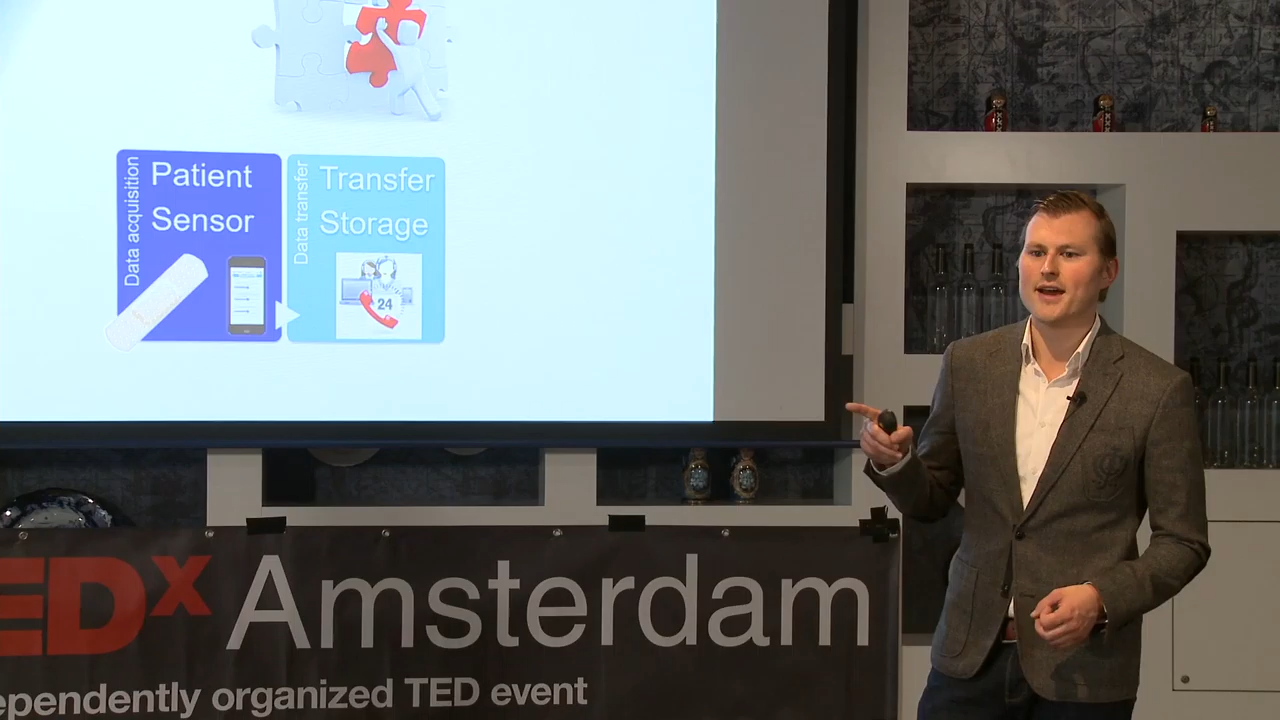 Data acquisition
Patient
Sensor
Data transfer
Transfer
Storage
24
EDx Amsterdam
ependently organized TED event